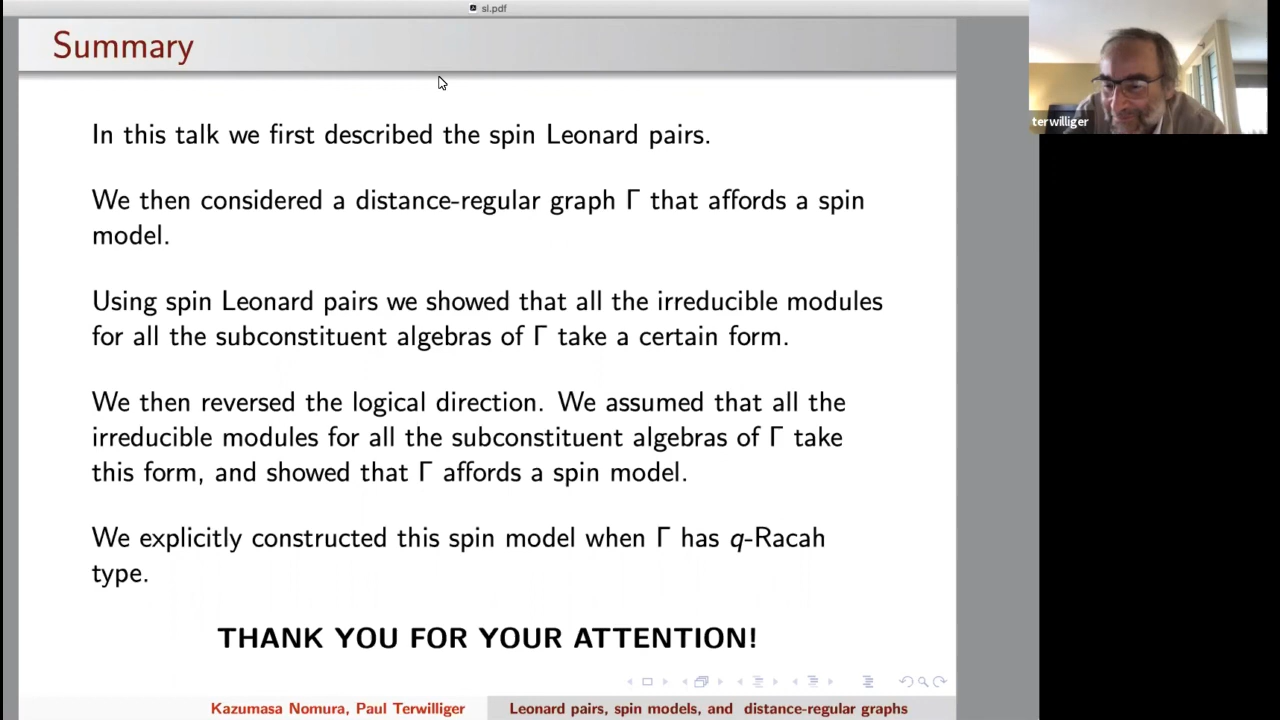 sl.pdf
Summary
terwilliger
In this talk we first described the spin Leonard pairs.
We then considered a distance-regular graph Γ that affords a spin
model.
Using spin Leonard pairs we showed that all the irreducible modules
for all the subconstituent algebras of Γ take a certain form.
We then reversed the logical direction. We assumed that all the
irreducible modules for all the subconstituent algebras of Γ take
this form, and showed that Γ affords a spin model.
We explicitly constructed this spin model when Γ has q-Racah
type.
THANK YOU FOR YOUR ATTENTION!
Kazumasa Nomura, Paul Terwilliger
Leonard pairs, spin models, and distance-regular graphs